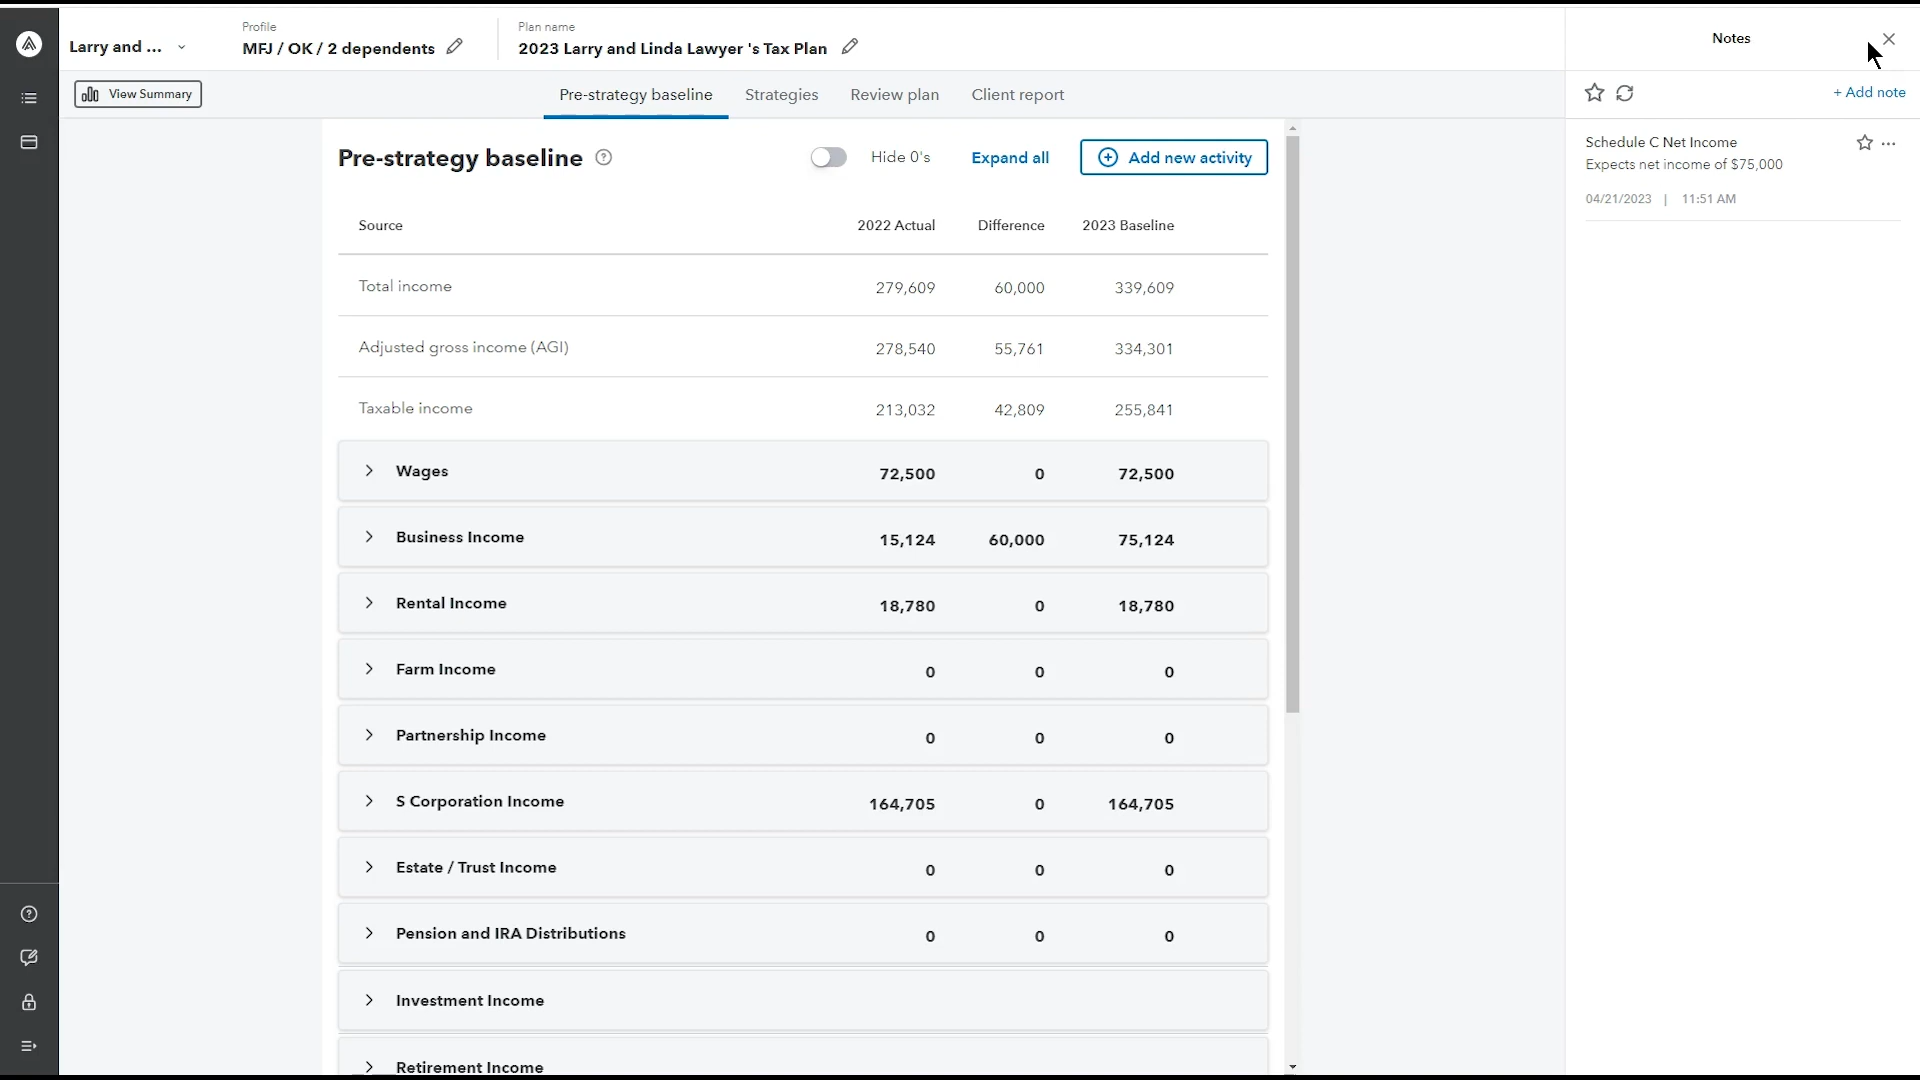 Larry and ...
Profile
MFJ / OK / 2 dependents
Plan name
2023 Larry and Linda Lawyer 's Tax Plan
Notes
View Summary
Pre-strategy baseline
Strategies
Review plan
Client report
+ Add note
Pre-strategy baseline
Hide 0's
Expand all
Add new activity
Schedule C Net Income
Expects net income of $75,000
04/21/2023 | 11:51 AM
Source 2022 Actual Difference 2023 Baseline
Total income 279,609 60,000 339,609
Adjusted gross income (AGI) 278,540 55,761 334,301
Taxable income 213,032 42,809 255,841
Wages 72,500 0 72,500
Business Income 15,124 60,000 75,124
Rental Income 18,780 0 18,780
Farm Income 0 0 0
Partnership Income 0 0 0
S Corporation Income 164,705 0 164,705
Estate / Trust Income 0 0 0
Pension and IRA Distributions 0 0 0
Investment Income
Retirement Income